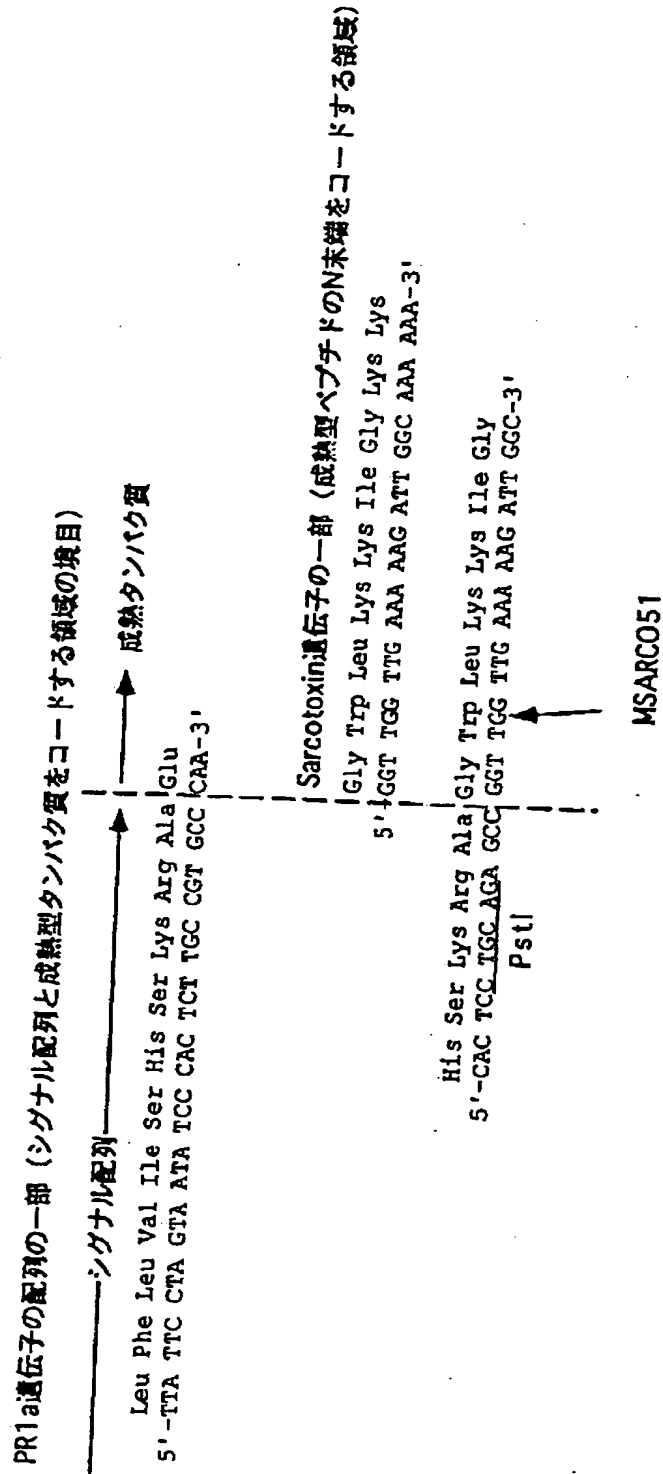 PR1a遺伝子の配列の一部 (シグナル配列と成熟型タンパク質をコードする領域の境目)
シグナル配列
成熟タンパク質
Leu Phe Leu Val Ile Ser His Ser Lys Arg Ala Glu
5'-TTA TTC CTA GTA ATA TCC CAC TCT TGC CGT GCC CAA-3'
Sarcotoxin遺伝子の一部 (成熟型ペプチドのN末端をコードする領域)
Gly Trp Leu Lys Lys Ile Gly Lys Lys
5'-GGT TGG TTG AAA AAG ATT GGC AAA AAA-3'
His Ser Lys Arg Ala Gly Trp Leu Lys Lys Ile Gly
5'-CAC TCC TGC AGA GCC GGT TGG TTG AAA AAG ATT GGC-3'
PstI
MSARCO51